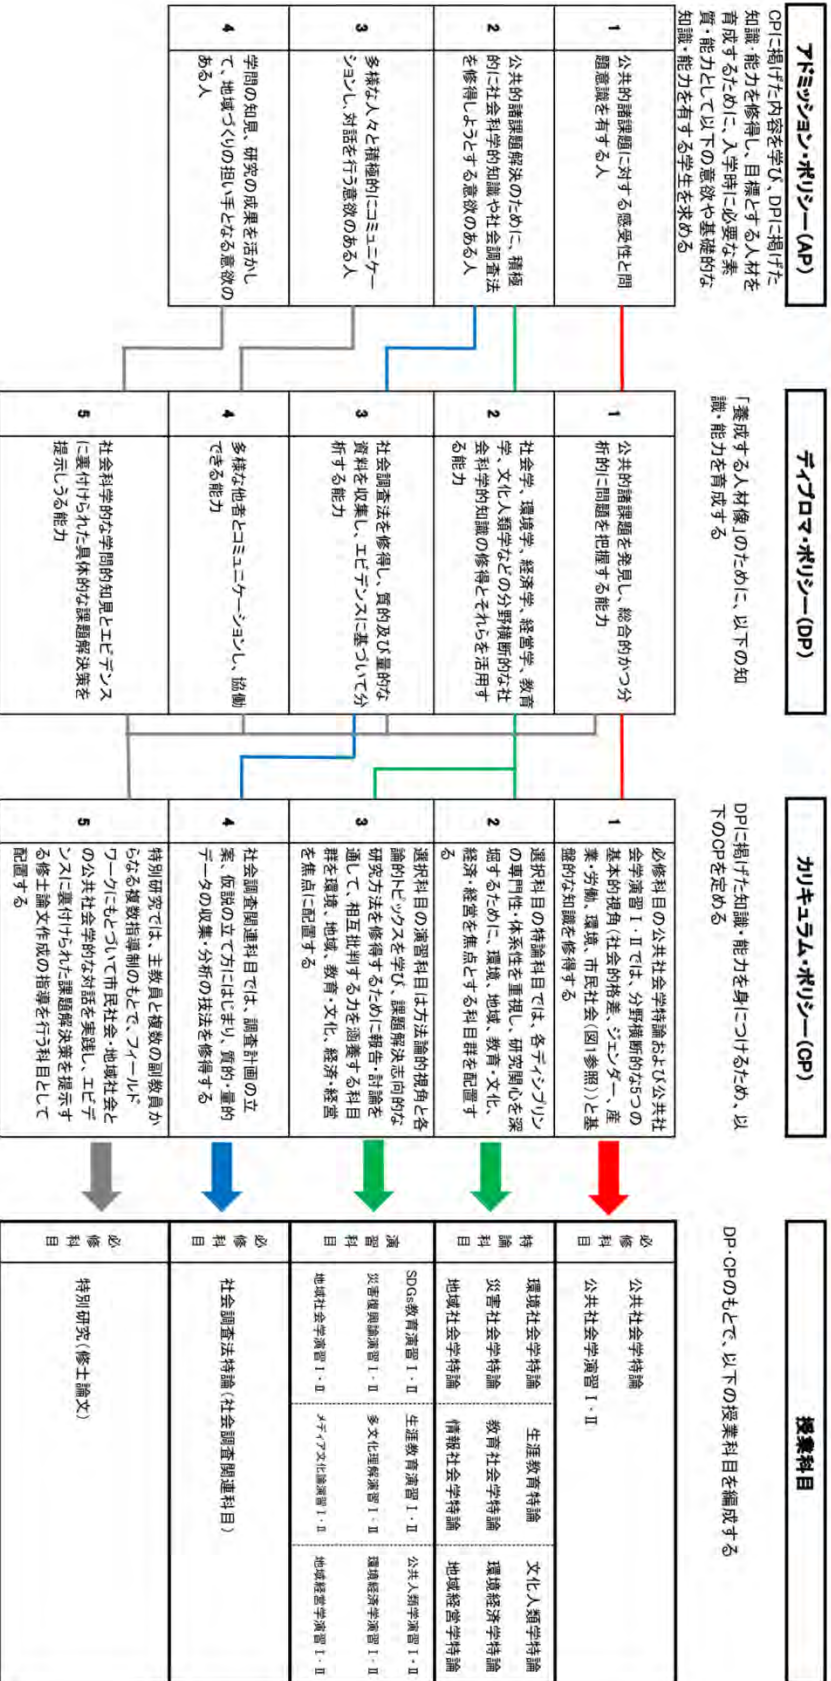 アドミッション・ポリシー(AP)
CPに掲げた内容を学び、DPに掲げた
知識・能力を修得し、目標とする人材を
育成するために、入学時に必要な素
質・能力として以下の意欲や基礎的な
知識・能力を有する学生を求める
1
公共的諸課題に対する感受性と問
題意識を有する人
2
公共的諸課題解決のために、積極
的に社会科学的知識や社会調査法
を修得しようとする意欲のある人
3
多様な人々と積極的にコミュニケー
ションし、対話を行う意欲のある人
4
学問の知見、研究の成果を活かし
て、地域づくりの担い手となる意欲の
ある人
ディプロマ・ポリシー(DP)
「養成する人材像」のために、以下の知
識・能力を育成する
1
公共的諸課題を発見し、総合的かつ分
析的に問題を把握する能力
2
社会学、環境学、経済学、経営学、教育
学、文化人類学などの分野横断的な社
会科学的知識の修得とそれらを活用す
る能力
3
社会調査法を修得し、質的及び量的な
資料を収集し、エビデンスに基づいて分
析する能力
4
多様な他者とコミュニケーションし、協働
できる能力
5
社会科学的な学問的知見とエビデンス
に裏付けられた具体的な課題解決策を
提示しうる能力
カリキュラム・ポリシー(CP)
DPに掲げた知識・能力を身につけるため、以
下のCPを定める
1
必修科目の公共社会学特論および公共社
会学演習Ⅰ・Ⅱでは、分野横断的な5つの
基本的視角(社会的格差、ジェンダー、産
業・労働、環境、市民社会(図1参照))と基
盤的な知識を修得する
2
選択科目の特論科目では、各ディシプリン
の専門性・体系性を重視し、研究関心を深
堀するために、環境、地域、教育・文化、
経済・経営を焦点とする科目群を配置す
る
3
選択科目の演習科目は方法論的視角と各
論的トピックスを学び、課題解決志向的な
研究方法を修得するために報告・討論を
通して、相互批判する力を涵養する科目
群を環境、地域、教育・文化、経済・経営
を焦点に配置する
4
社会調査関連科目では、調査計画の立
案、仮説の立て方にはじまり、質的・量的
データの収集・分析の技法を修得する
5
特別研究では、主教員と複数の副教員か
らなる複数指導制のもとで、フィールド
ワークにもとづいて市民社会・地域社会と
の公共社会学的な対話を実践し、エビデ
ンスに裏付けられた課題解決策を提示す
る修士論文作成の指導を行う科目として
配置する
授業科目
DP・CPのもとで、以下の授業科目を編成する
必修科目
公共社会学特論
公共社会学演習Ⅰ・Ⅱ
特論科目
環境社会学特論 生涯教育特論 文化人類学特論
災害社会学特論 教育社会学特論 環境経済学特論
地域社会学特論 情報社会学特論 地域経営学特論
演習科目
SDGs教育演習Ⅰ・Ⅱ 生涯教育演習Ⅰ・Ⅱ 公共人類学演習Ⅰ・Ⅱ
災害復興論演習Ⅰ・Ⅱ 多文化理解演習Ⅰ・Ⅱ 環境経済学演習Ⅰ・Ⅱ
地域社会学演習Ⅰ・Ⅱ メディア文化論演習Ⅰ・Ⅱ 地域経営学演習Ⅰ・Ⅱ
必修科目
社会調査法特論(社会調査関連科目)
必修科目
特別研究(修士論文)